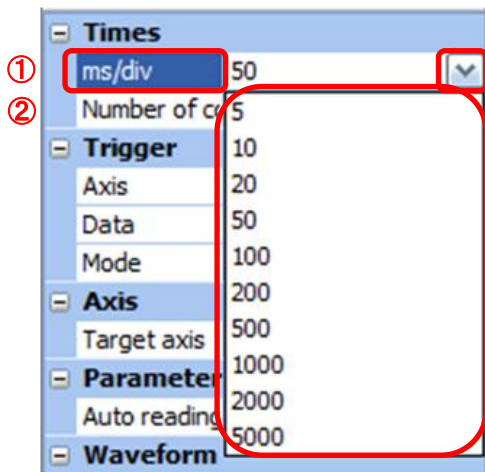 Times
① ms/div 50
② Number of 5
Trigger 10
Axis 20
Data 50
Mode 100
Axis 200
Target axis 500
Parameter 1000
Auto reading 2000
5000
Waveform